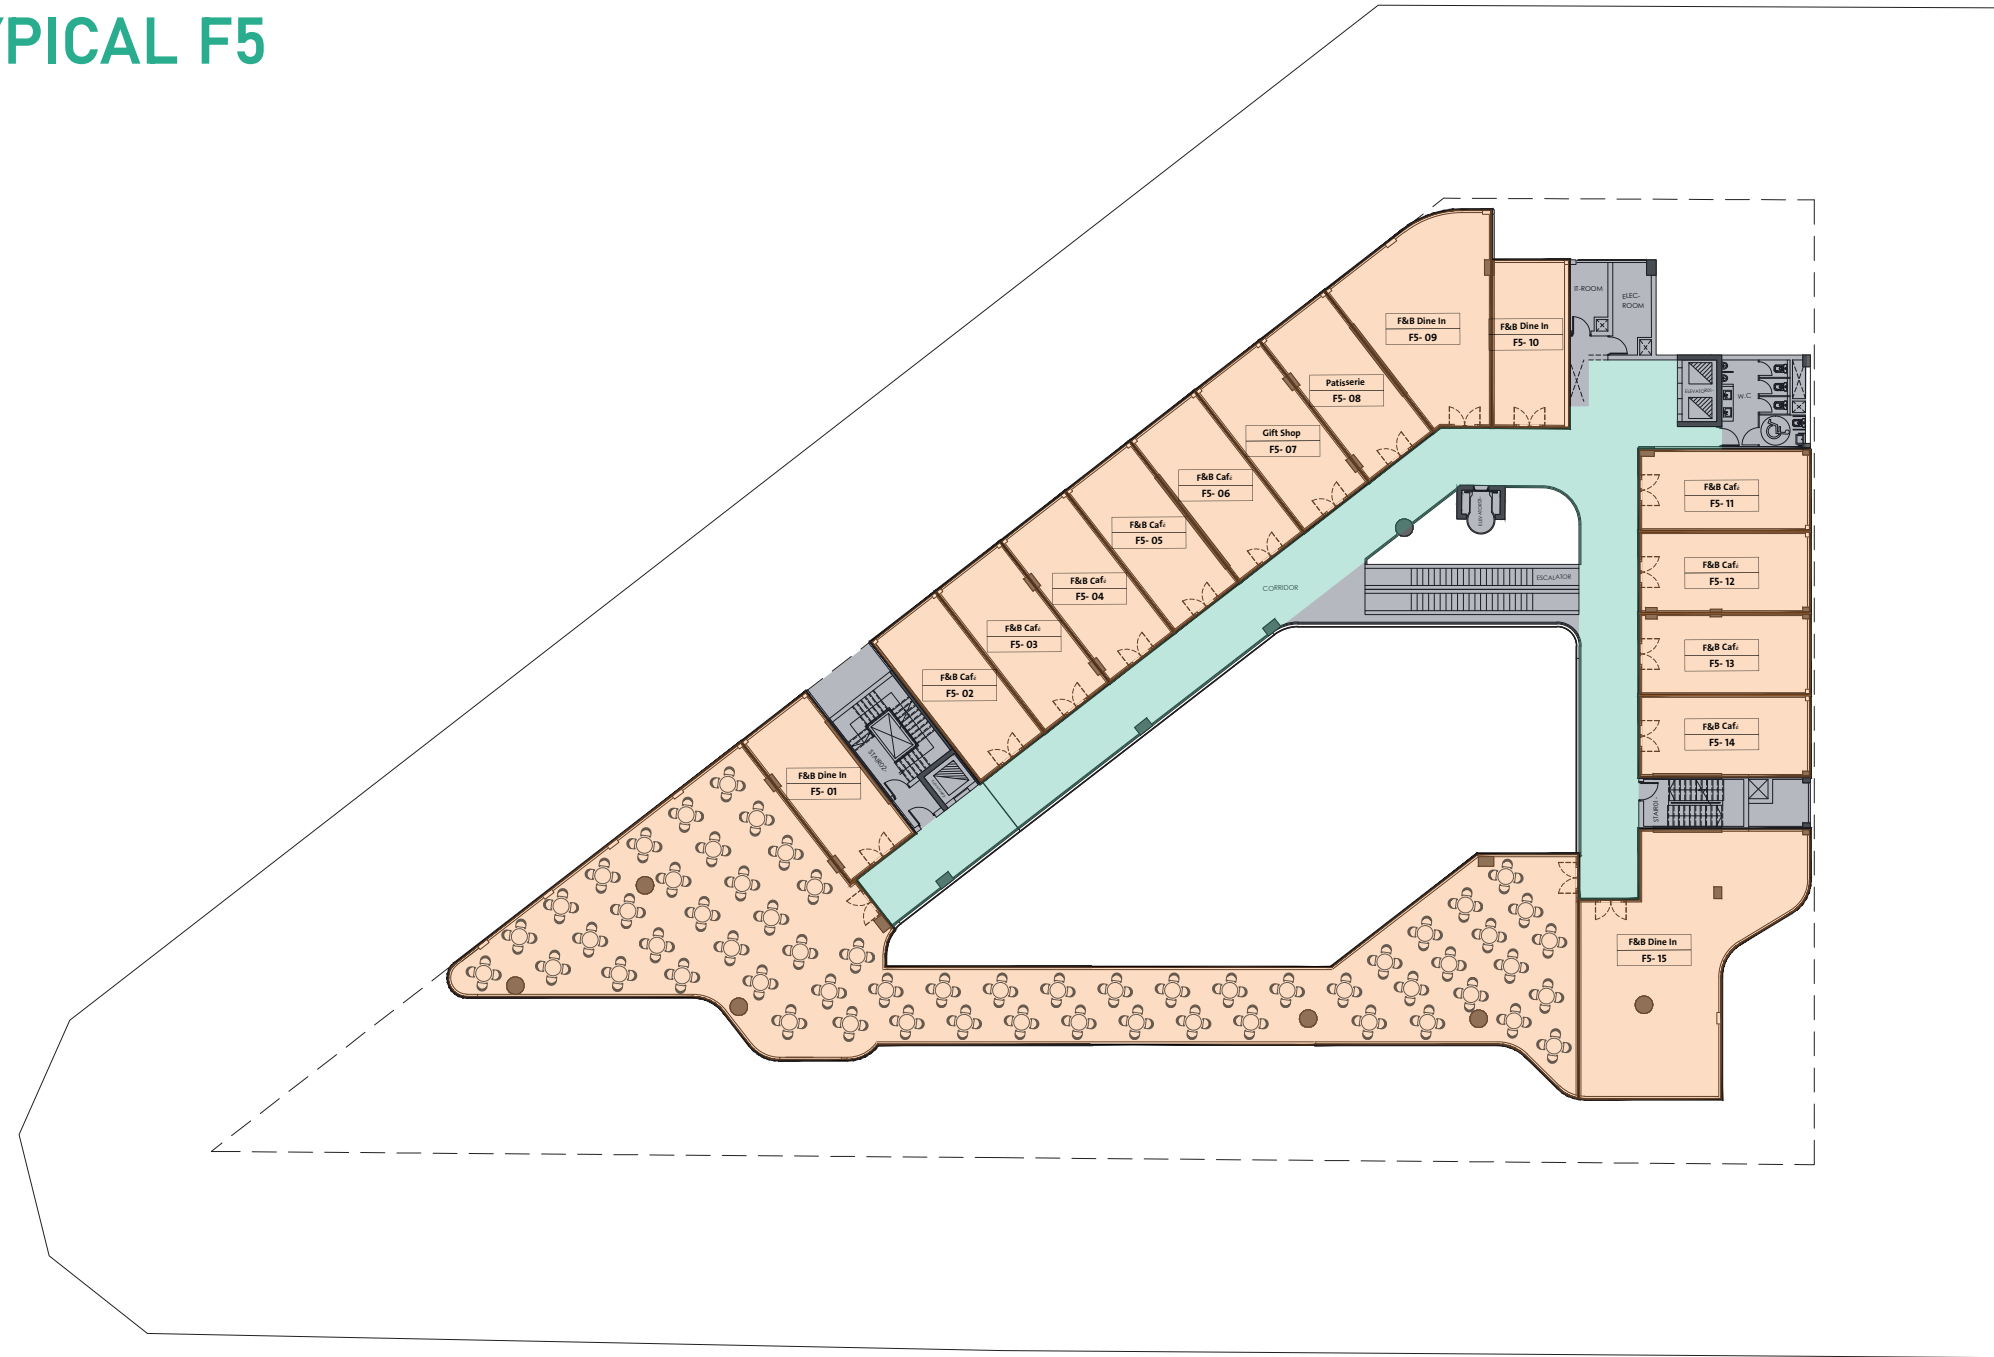 YPICAL F5
F&B Dine In
F5- 09
F&B Dine In
F5- 10
IT-ROOM
ELEC-
ROOM
Patisserie
F5- 08
W.C
Gift Shop
F5- 07
F&B Café
F5- 06
F&B Café
F5- 05
F&B Café
F5- 04
F&B Café
F5- 03
F&B Café
F5- 02
F&B Dine In
F5- 01
STAIR02-
CORRIDOR
ESCALATOR
F&B Café
F5- 11
F&B Café
F5- 12
F&B Café
F5- 13
F&B Café
F5- 14
STAIR01-
F&B Dine In
F5- 15